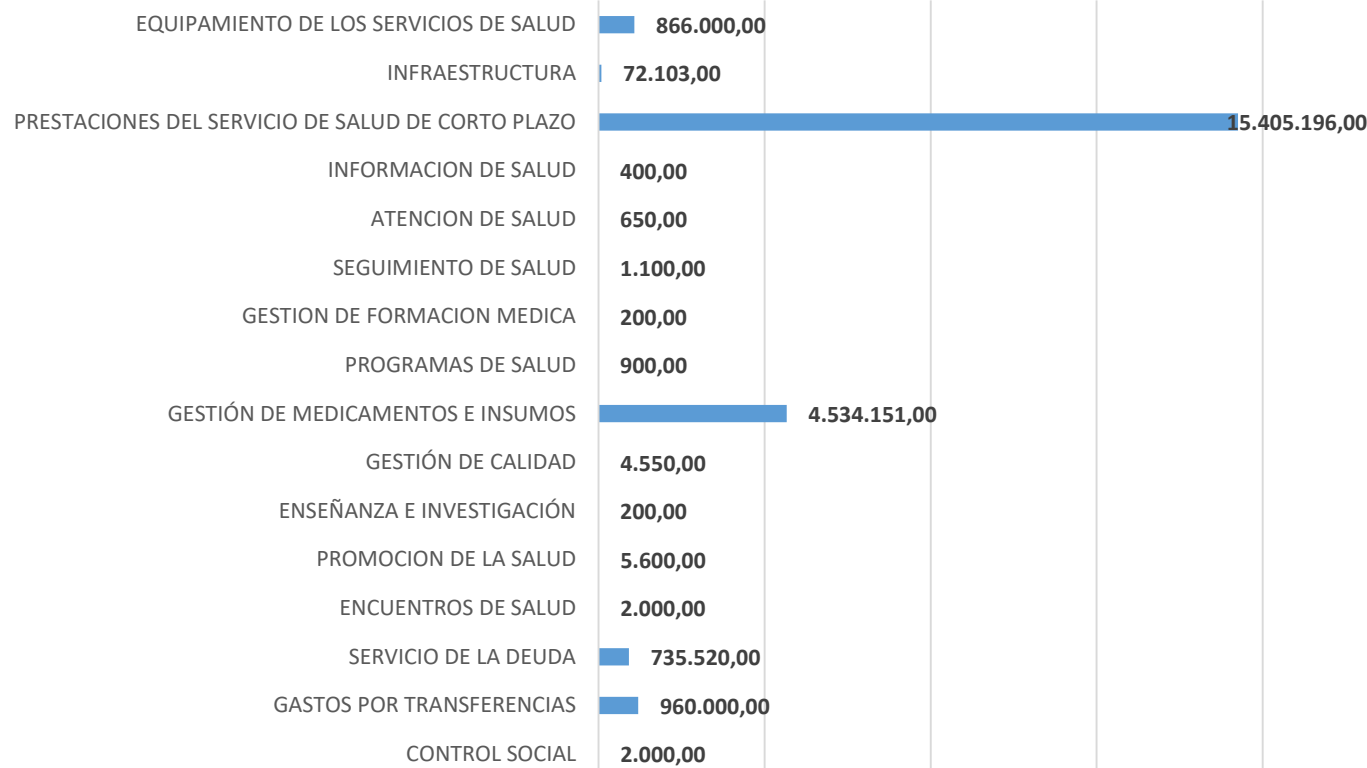 EQUIPAMIENTO DE LOS SERVICIOS DE SALUD 866.000,00
INFRAESTRUCTURA 72.103,00
PRESTACIONES DEL SERVICIO DE SALUD DE CORTO PLAZO 15.405.196,00
INFORMACION DE SALUD 400,00
ATENCION DE SALUD 650,00
SEGUIMIENTO DE SALUD 1.100,00
GESTION DE FORMACION MEDICA 200,00
PROGRAMAS DE SALUD 900,00
GESTIÓN DE MEDICAMENTOS E INSUMOS 4.534.151,00
GESTIÓN DE CALIDAD 4.550,00
ENSEÑANZA E INVESTIGACIÓN 200,00
PROMOCION DE LA SALUD 5.600,00
ENCUENTROS DE SALUD 2.000,00
SERVICIO DE LA DEUDA 735.520,00
GASTOS POR TRANSFERENCIAS 960.000,00
CONTROL SOCIAL 2.000,00